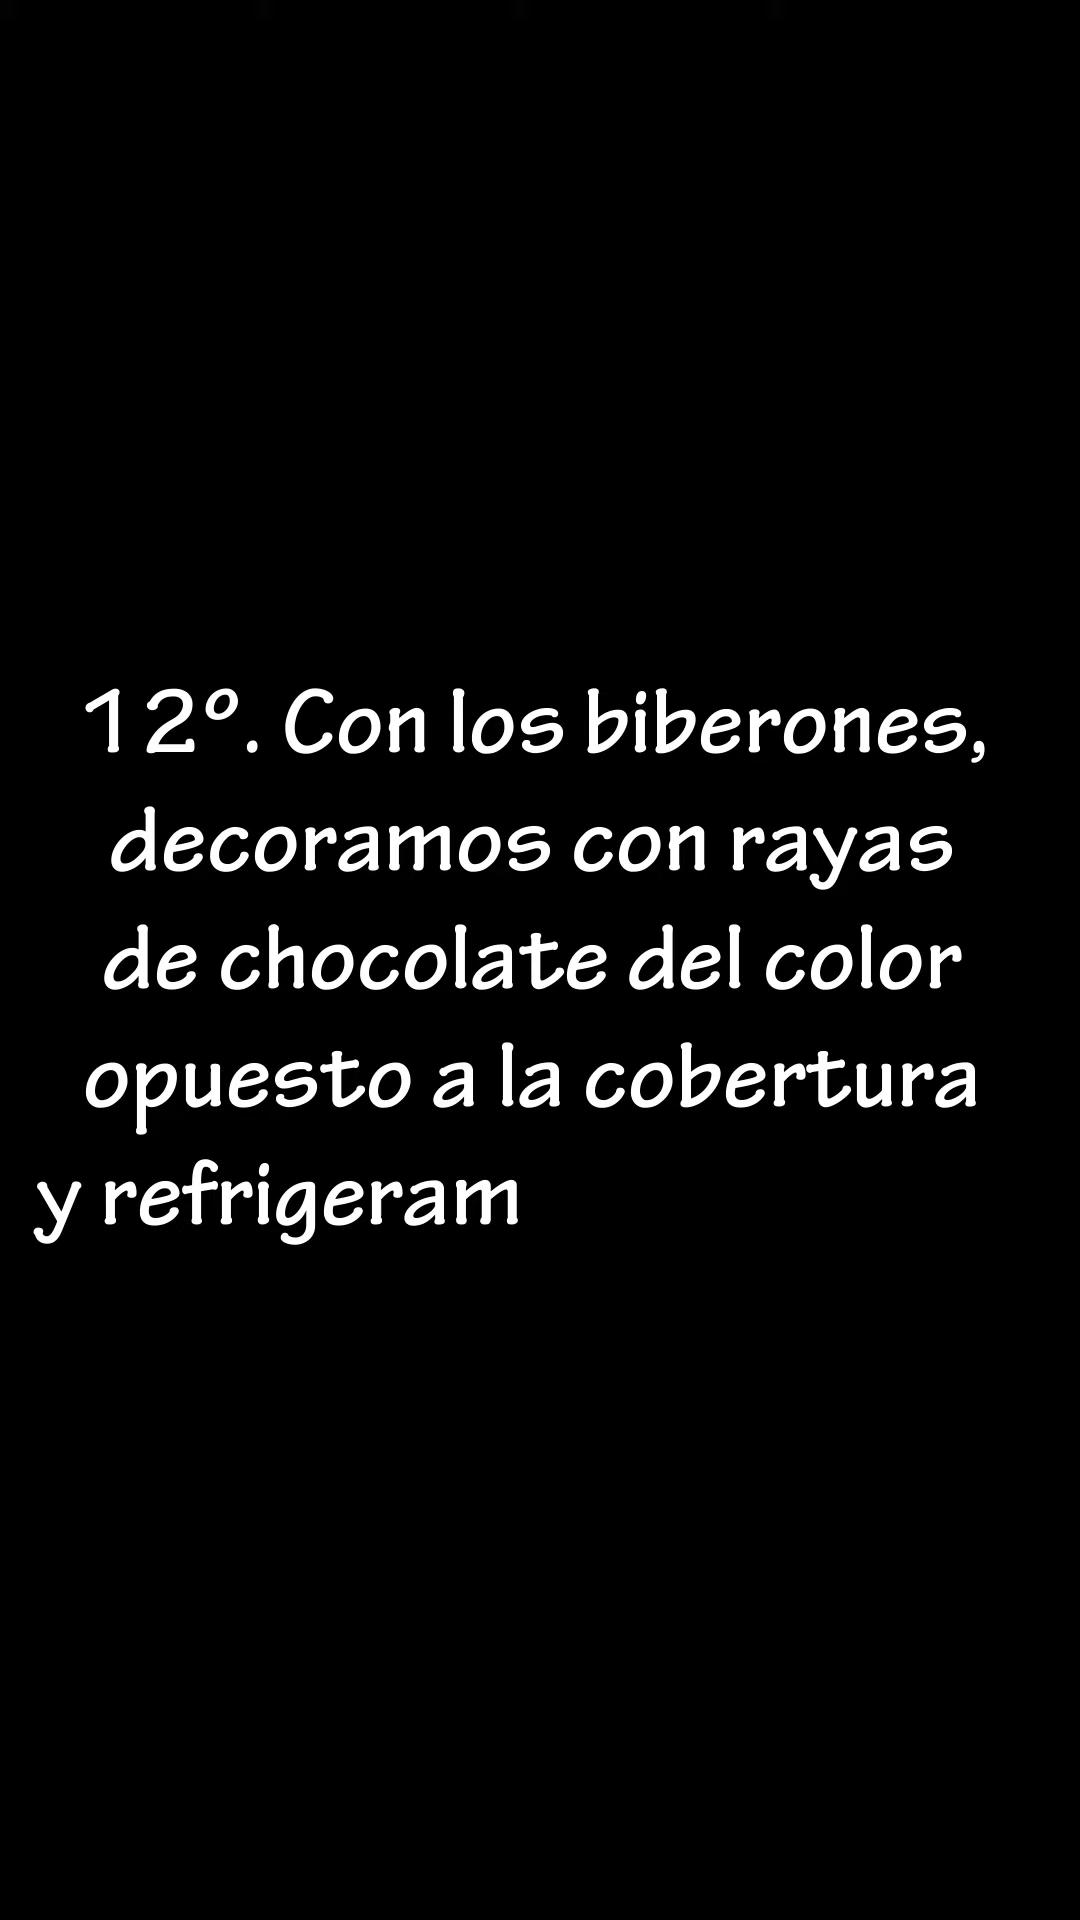 12º. Con los biberones,
decoramos con rayas
de chocolate del color
opuesto a la cobertura
y refrigeram